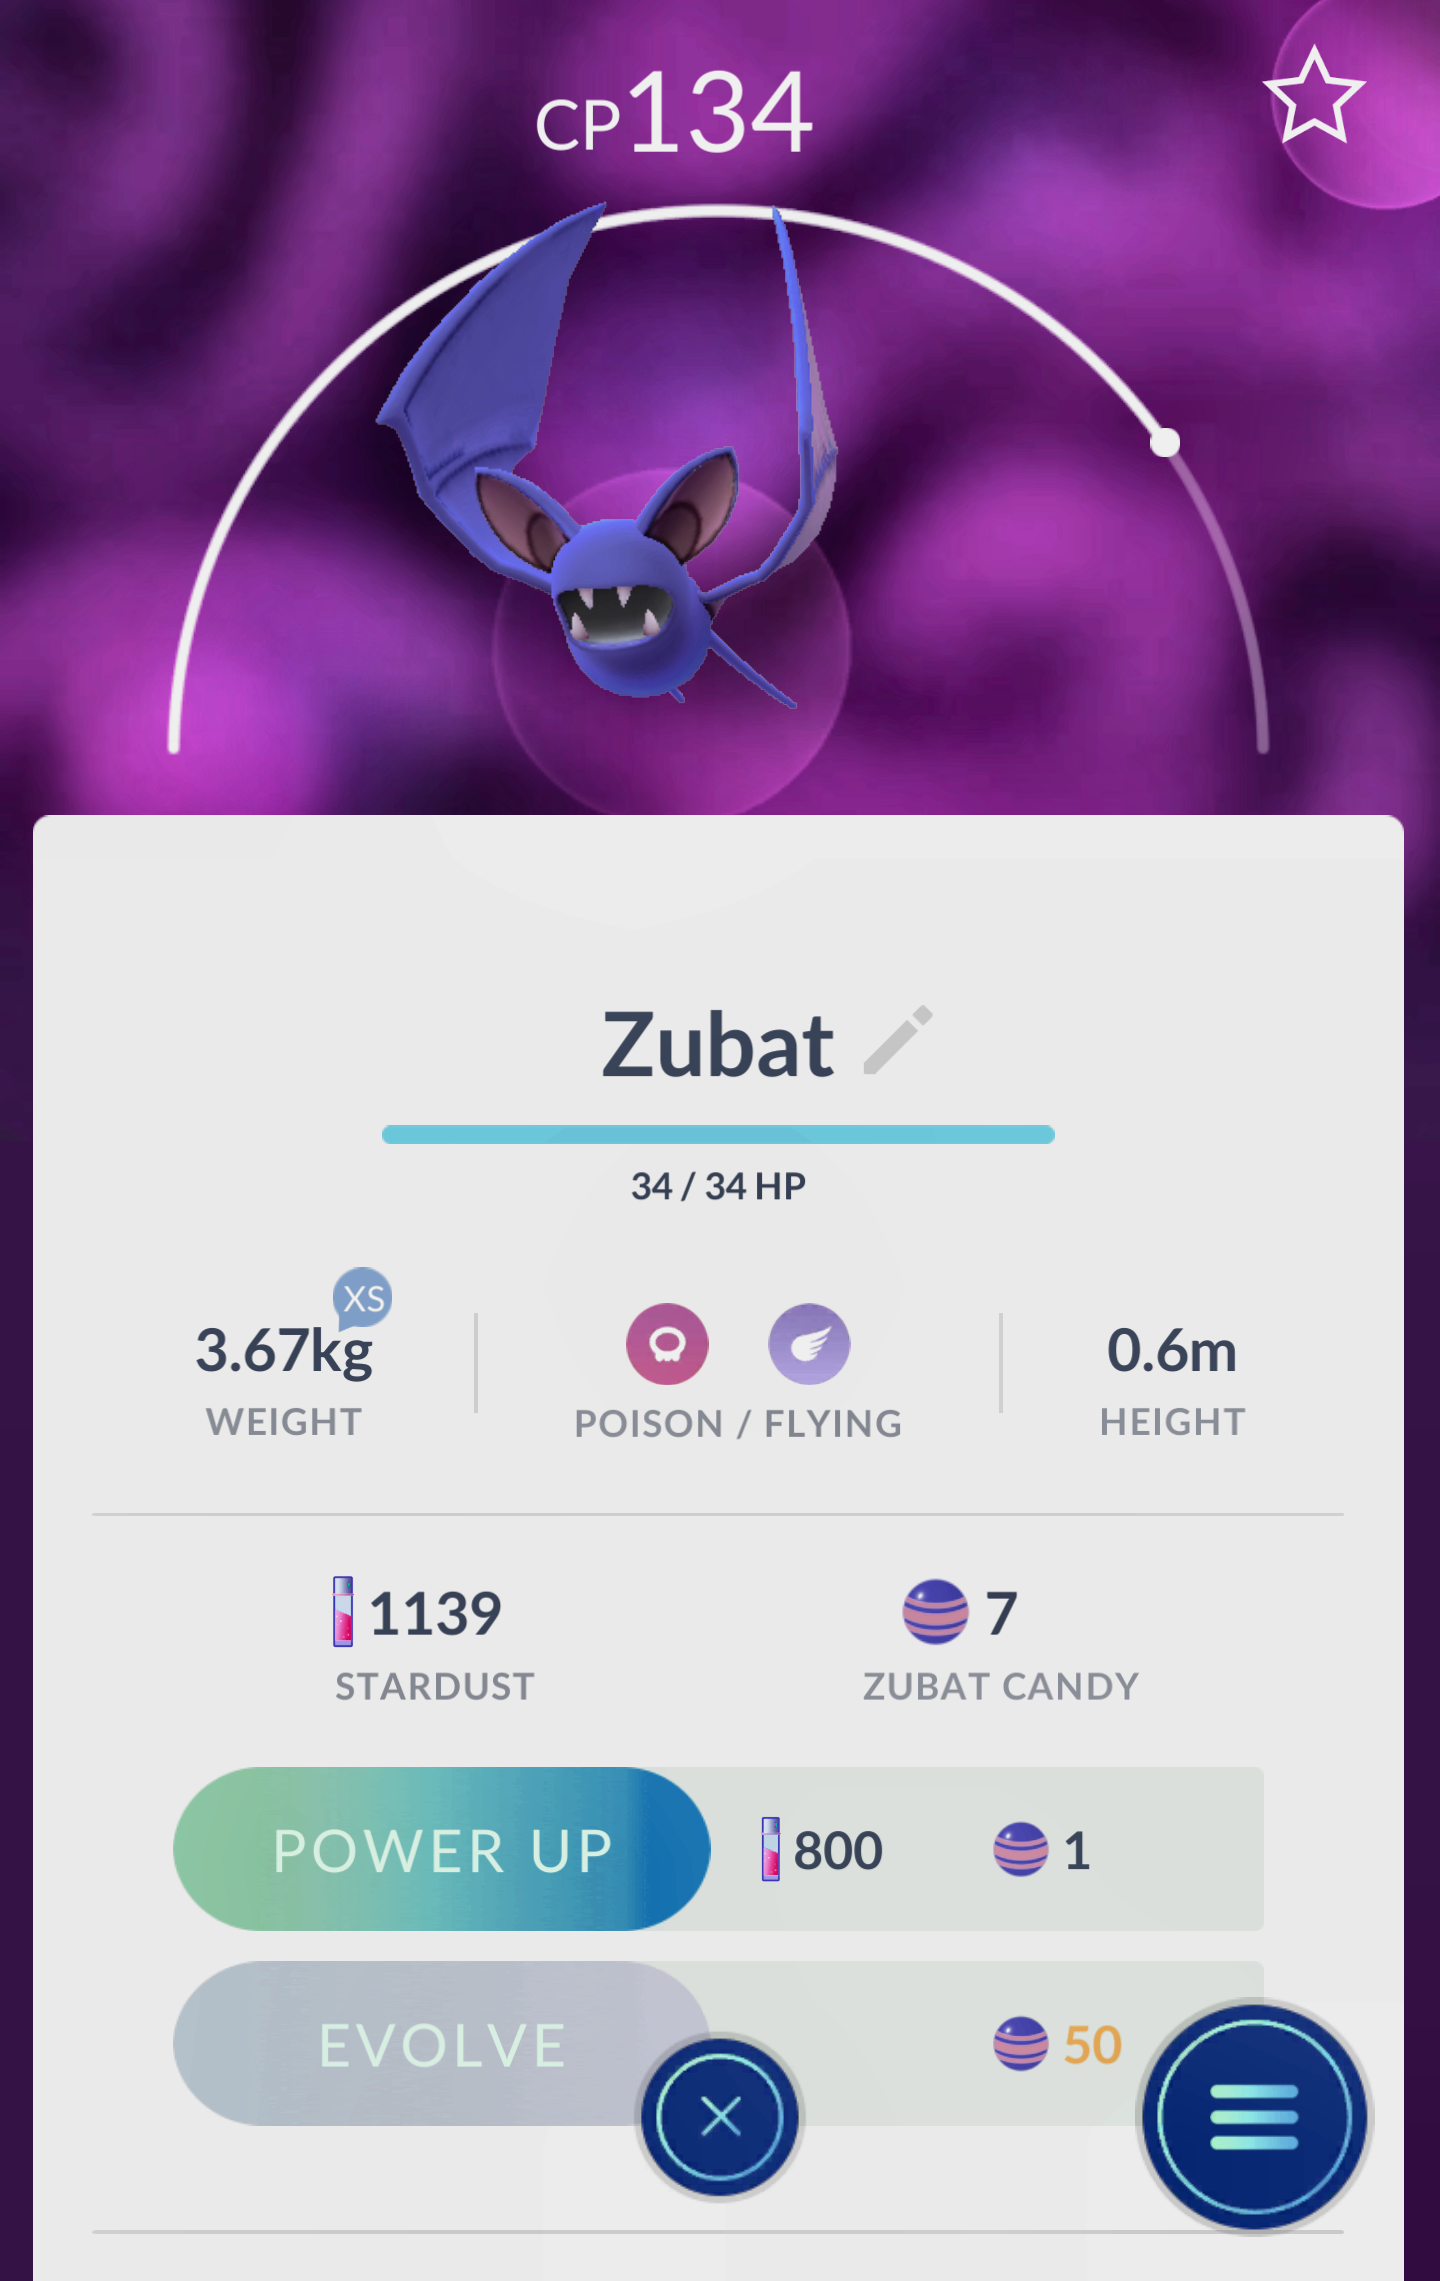 CP134
Zubat
34 / 34 HP
XS
3.67kg
WEIGHT
POISON / FLYING
0.6m
HEIGHT
1139
STARDUST
7
ZUBAT CANDY
POWER UP
800
1
EVOLVE
50